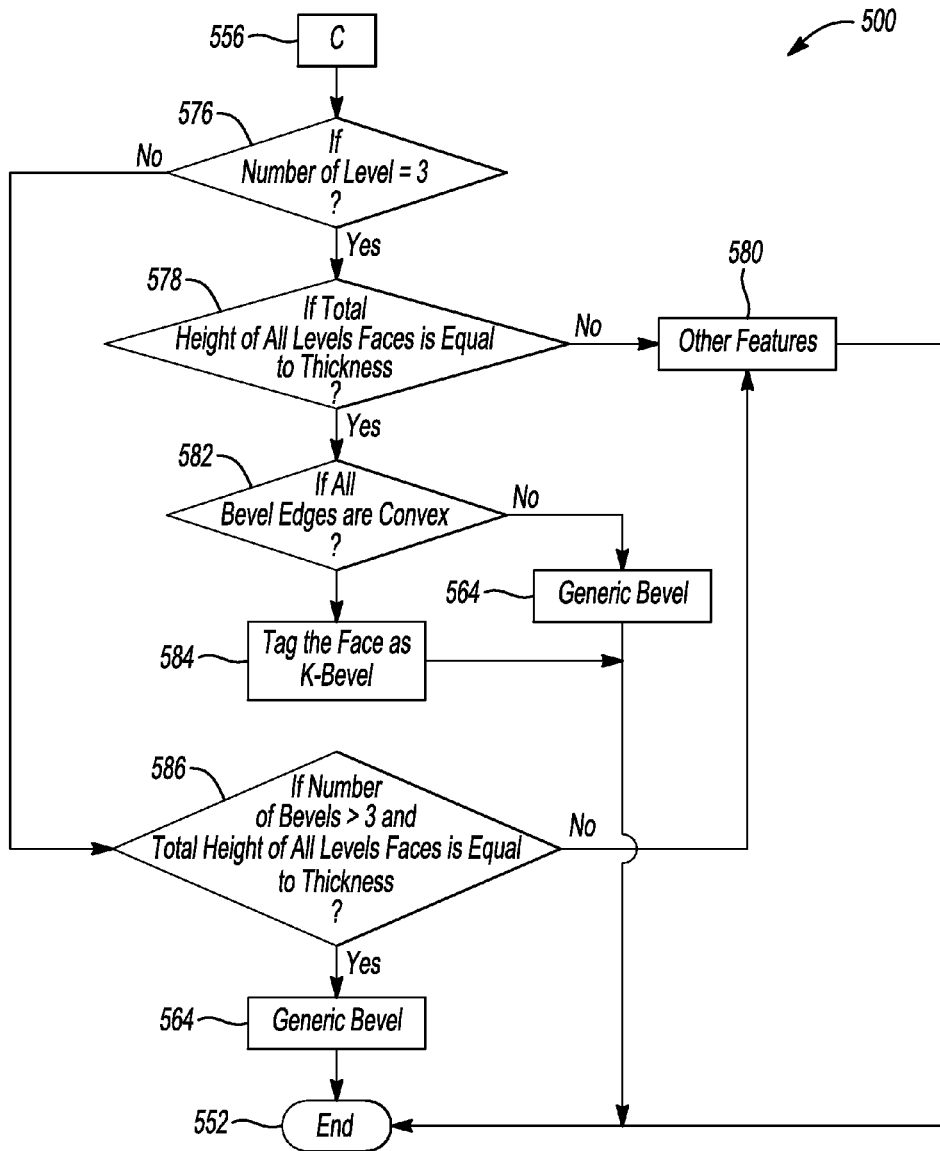 500
556
C
576
If
Number of Level = 3
?
No
Yes
578
If Total
Height of All Levels Faces is Equal
to Thickness
?
No
580
Other Features
Yes
582
If All
Bevel Edges are Convex
?
No
564
Generic Bevel
584
Tag the Face as
K-Bevel
586
If Number
of Bevels > 3 and
Total Height of All Levels Faces is Equal
to Thickness
?
No
Yes
564
Generic Bevel
552
End